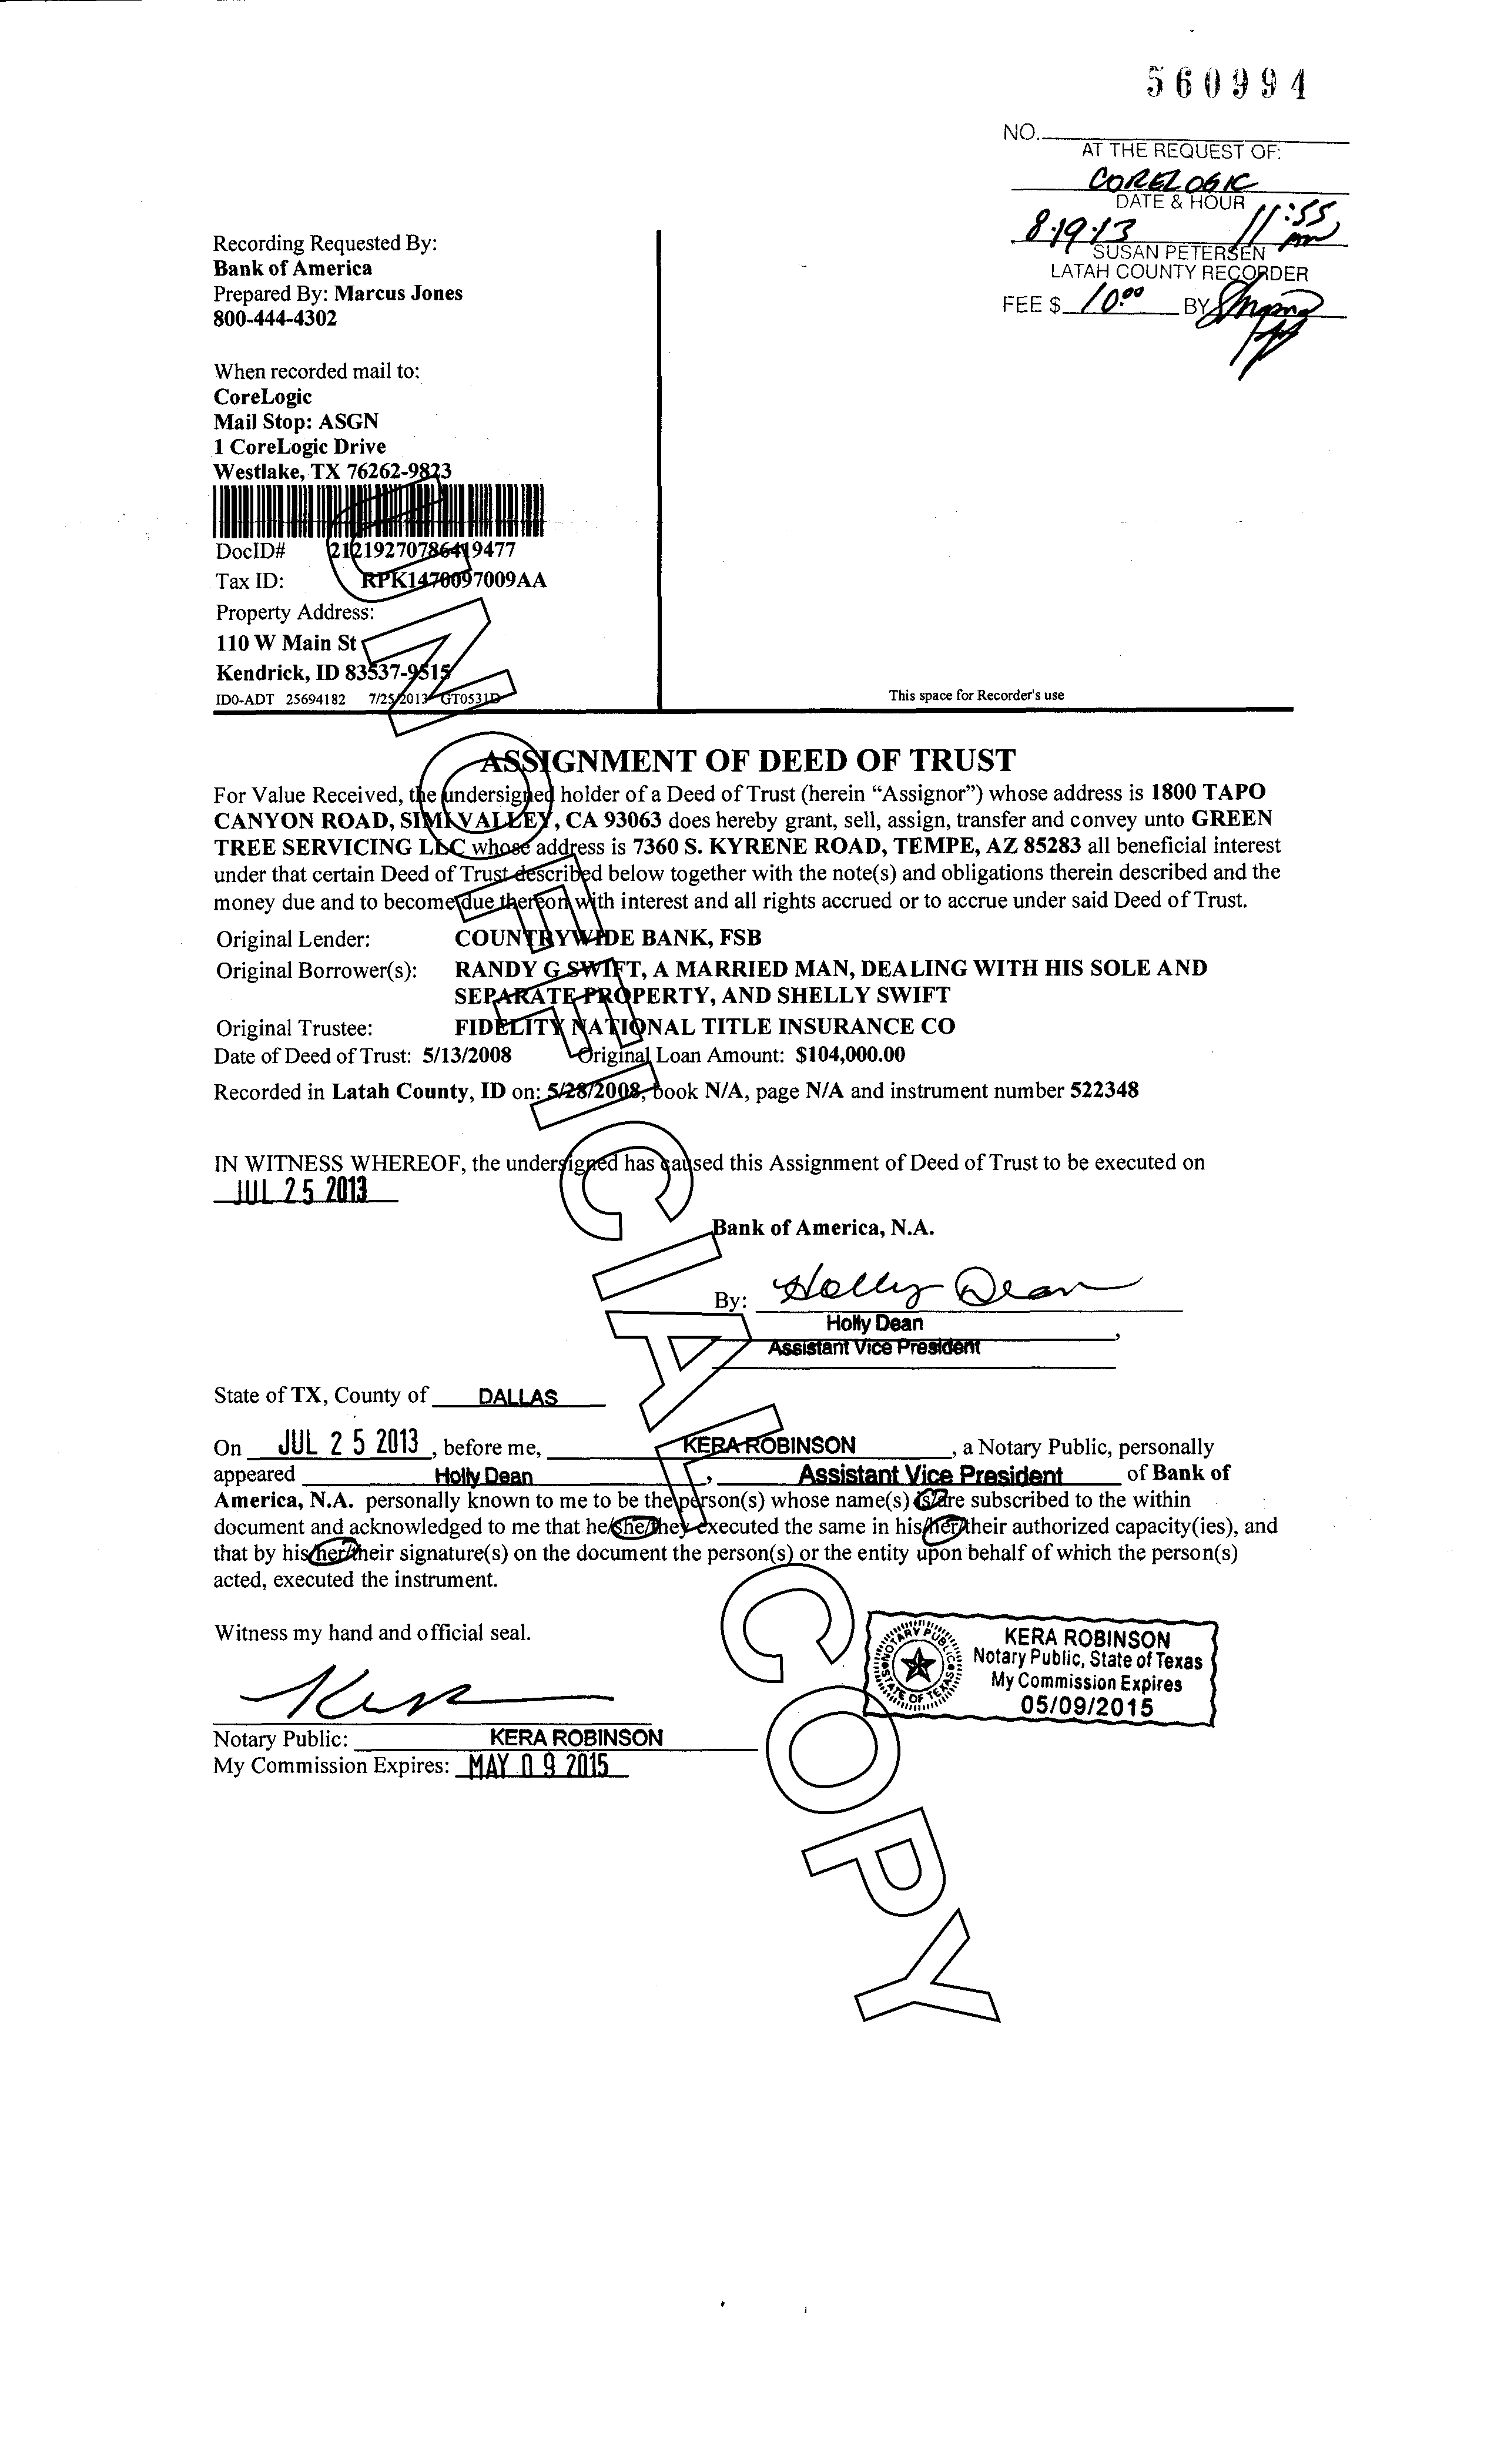 560994
NO.
AT THE REQUEST OF:
CORELOGIC
DATE & HOUR
8.19.13 11:55
SUSAN PETERSEN
LATAH COUNTY RECORDER
FEE $ 10.00 BY
Recording Requested By:
Bank of America
Prepared By: Marcus Jones
800-444-4302
When recorded mail to:
CoreLogic
Mail Stop: ASGN
1 CoreLogic Drive
Westlake, TX 76262-9823
DocID# 21219270786419477
Tax ID: RPK1470097009AA
Property Address:
110 W Main St
Kendrick, ID 83537-9515
ID0-ADT 25694182 7/25/2013 GT0531D
This space for Recorder's use
ASSIGNMENT OF DEED OF TRUST
For Value Received, the undersigned holder of a Deed of Trust (herein “Assignor”) whose address is 1800 TAPO
CANYON ROAD, SIMI VALLEY, CA 93063 does hereby grant, sell, assign, transfer and convey unto GREEN
TREE SERVICING LLC whose address is 7360 S. KYRENE ROAD, TEMPE, AZ 85283 all beneficial interest
under that certain Deed of Trust described below together with the note(s) and obligations therein described and the
money due and to become due thereon with interest and all rights accrued or to accrue under said Deed of Trust.
Original Lender: COUNTRYWIDE BANK, FSB
Original Borrower(s): RANDY G SWIFT, A MARRIED MAN, DEALING WITH HIS SOLE AND
SEPARATE PROPERTY, AND SHELLY SWIFT
Original Trustee: FIDELITY NATIONAL TITLE INSURANCE CO
Date of Deed of Trust: 5/13/2008 Original Loan Amount: $104,000.00
Recorded in Latah County, ID on: 5/28/2008, book N/A, page N/A and instrument number 522348
IN WITNESS WHEREOF, the undersigned has caused this Assignment of Deed of Trust to be executed on
JUL 25 2013
Bank of America, N.A.
By: Holly Dean
Holly Dean
,
Assistant Vice President
State of TX, County of DALLAS
On JUL 25 2013, before me, KERA ROBINSON, a Notary Public, personally
appeared Holly Dean, Assistant Vice President of Bank of
America, N.A. personally known to me to be the person(s) whose name(s) is/are subscribed to the within
document and acknowledged to me that he/she/they executed the same in his/her/their authorized capacity(ies), and
that by his/her/their signature(s) on the document the person(s) or the entity upon behalf of which the person(s)
acted, executed the instrument.
Witness my hand and official seal.
Notary Public: KERA ROBINSON
My Commission Expires: MAY 09 2015
NOTARY PUBLIC
STATE OF TEXAS
KERA ROBINSON
Notary Public, State of Texas
My Commission Expires
05/09/2015
UNOFFICIAL COPY